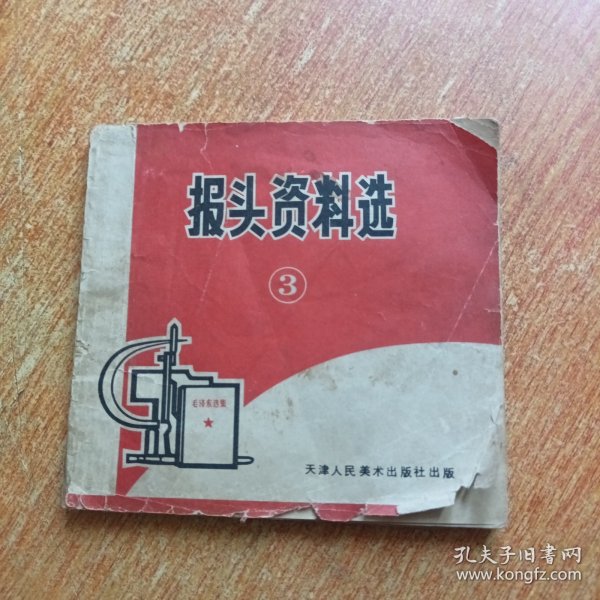 报头资料选
③
毛泽东选集
天津人民美术出版社出版
孔夫子旧书网
www.kongfz.com